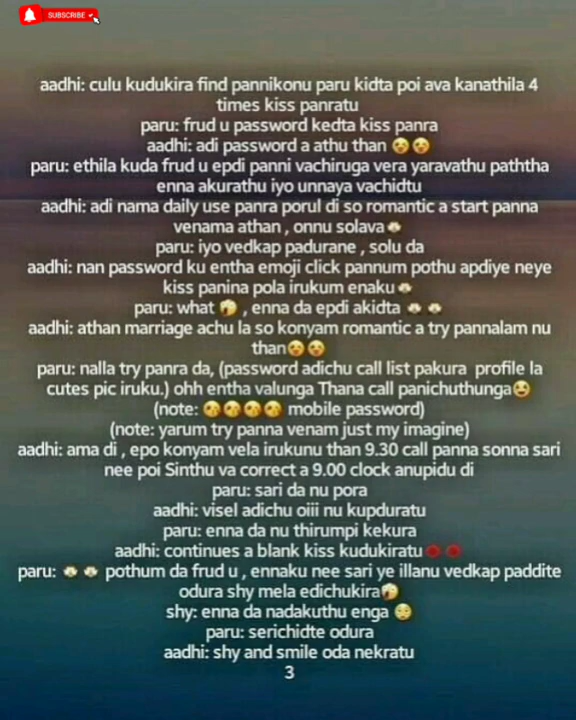 SUBSCRIBE
aadhi: culu kudukira find pannikonu paru kidta poi ava kanathila 4
times kiss panratu
paru: frud u password kedta kiss panra
aadhi: adi password a athu than 😚😚
paru: ethila kuda frud u epdi panni vachiruga vera yaravathu paththa
enna akurathu iyo unnaya vachidtu
aadhi: adi nama daily use panra porul di so romantic a start panna
venama athan , onnu solava🙈
paru: iyo vedkap padurane , solu da
aadhi: nan password ku entha emoji click pannum pothu apdiye neye
kiss panina pola irukum enaku🙈
paru: what 🫣 , enna da epdi akidta 🙈 🙈
aadhi: athan marriage achu la so konyam romantic a try pannalam nu
than😚😚
paru: nalla try panra da, (password adichu call list pakura profile la
cutes pic iruku.) ohh entha valunga Thana call panichuthunga😆
(note: 😘😘😘😘 mobile password)
(note: yarum try panna venam just my imagine)
aadhi: ama di , epo konyam vela irukunu than 9.30 call panna sonna sari
nee poi Sinthu va correct a 9.00 clock anupidu di
paru: sari da nu pora
aadhi: visel adichu oiii nu kupduratu
paru: enna da nu thirumpi kekura
aadhi: continues a blank kiss kudukiratu
paru: 🙈 🙈 pothum da frud u , ennaku nee sari ye illanu vedkap paddite
odura shy mela edichukira🫣
shy: enna da nadakuthu enga 😳
paru: serichidte odura
aadhi: shy and smile oda nekratu
3